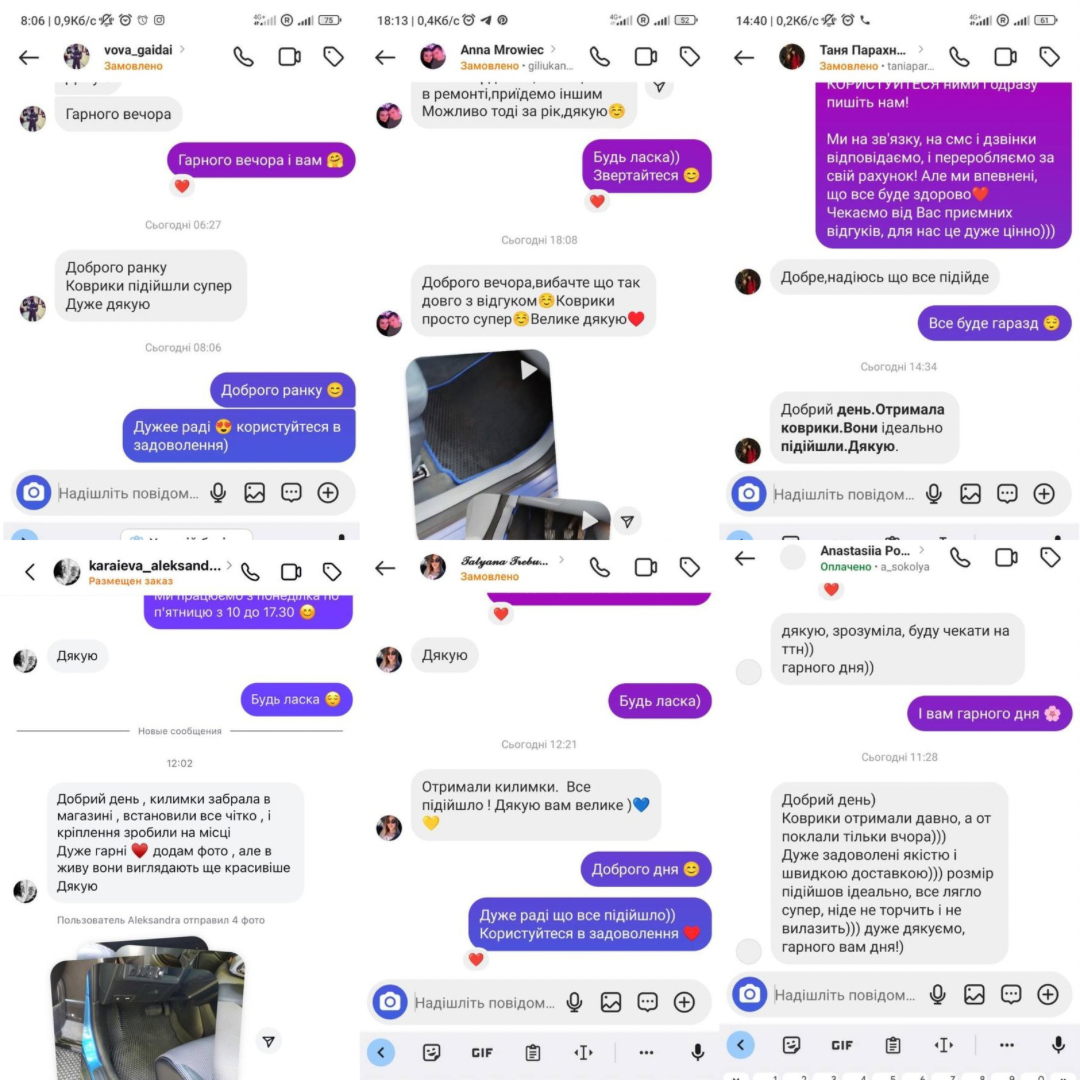 8:06 | 0,9Кб/с
4G+
R
75
vova_gaidai
Замовлено
Гарного вечора
Гарного вечора і вам 🤗
❤️
Сьогодні 06:27
Доброго ранку
Коврики підійшли супер
Дуже дякую
Сьогодні 08:06
Доброго ранку 😊
Дужее раді 😍 користуйтеся в
задоволення)
Надішліть повідом...
18:13 | 0,4Кб/с
4G+
R
52
Anna Mrowiec
Замовлено • giliukan...
в ремонті,приїдемо іншим
Можливо тоді за рік,дякую☺️
Будь ласка))
Звертайтеся 😊
❤️
Сьогодні 18:08
Доброго вечора,вибачте що так
довго з відгуком☺️Коврики
просто супер☺️Велике дякую♥️
14:40 | 0,2Кб/с
4G+
R
61
Таня Парахн...
Замовлено • taniapar...
КОРИСТУЙТЕСЯ ними і одразу
пишіть нам!
Ми на зв'язку, на смс і дзвінки
відповідаємо, і переробляємо за
свій рахунок! Але ми впевнені,
що все буде здорово❤️
Чекаємо від Вас приємних
відгуків, для нас це дуже цінно)))
Добре,надіюсь що все підійде
Все буде гаразд 😌
Сьогодні 14:34
Добрий день.Отримала
коврики.Вони ідеально
підійшли.Дякую.
Надішліть повідом...
karaieva_aleksand...
Размещен заказ
Ми працюємо з понеділка по
п'ятницю з 10 до 17.30 😊
Дякую
Будь ласка 😌
Новые сообщения
12:02
Добрий день , килимки забрала в
магазині , встановили все чітко , і
кріплення зробили на місці
Дуже гарні ♥️ додам фото , але в
живу вони виглядають ще красивіше
Дякую
Пользователь Aleksandra отправил 4 фото
Tatyana Trebu...
Замовлено
❤️
Дякую
Будь ласка)
Сьогодні 12:21
Отримали килимки. Все
підійшло ! Дякую вам велике )💙
💛
Доброго дня 😊
Дуже раді що все підійшло))
Користуйтеся в задоволення ♥️
❤️
Надішліть повідом...
GIF
Anastasiia Po...
Оплачено • a_sokolya
❤️
дякую, зрозуміла, буду чекати на
ттн))
гарного дня))
І вам гарного дня 🌸
Сьогодні 11:28
Добрий день)
Коврики отримали давно, а от
поклали тільки вчора)))
Дуже задоволені якістю і
швидкою доставкою))) розмір
підійшов ідеально, все лягло
супер, ніде не торчить і не
вилазить))) дуже дякуємо,
гарного вам дня!)
Надішліть повідом...
GIF